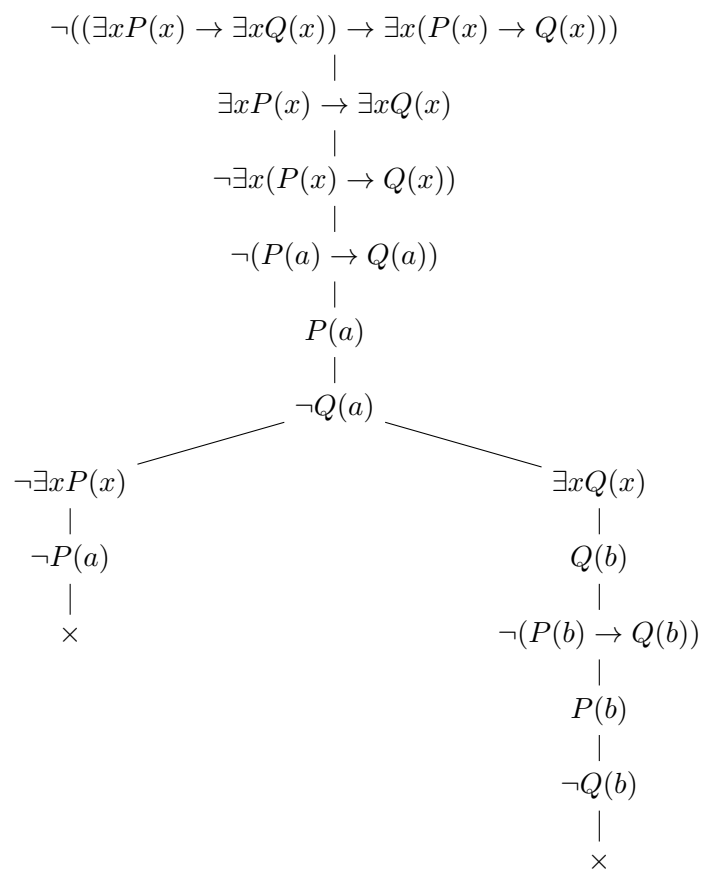 ¬((∃xP(x) → ∃xQ(x)) → ∃x(P(x) → Q(x)))
∃xP(x) → ∃xQ(x)
¬∃x(P(x) → Q(x))
¬(P(a) → Q(a))
P(a)
¬Q(a)
¬∃xP(x)
¬P(a)
×
∃xQ(x)
Q(b)
¬(P(b) → Q(b))
P(b)
¬Q(b)
×